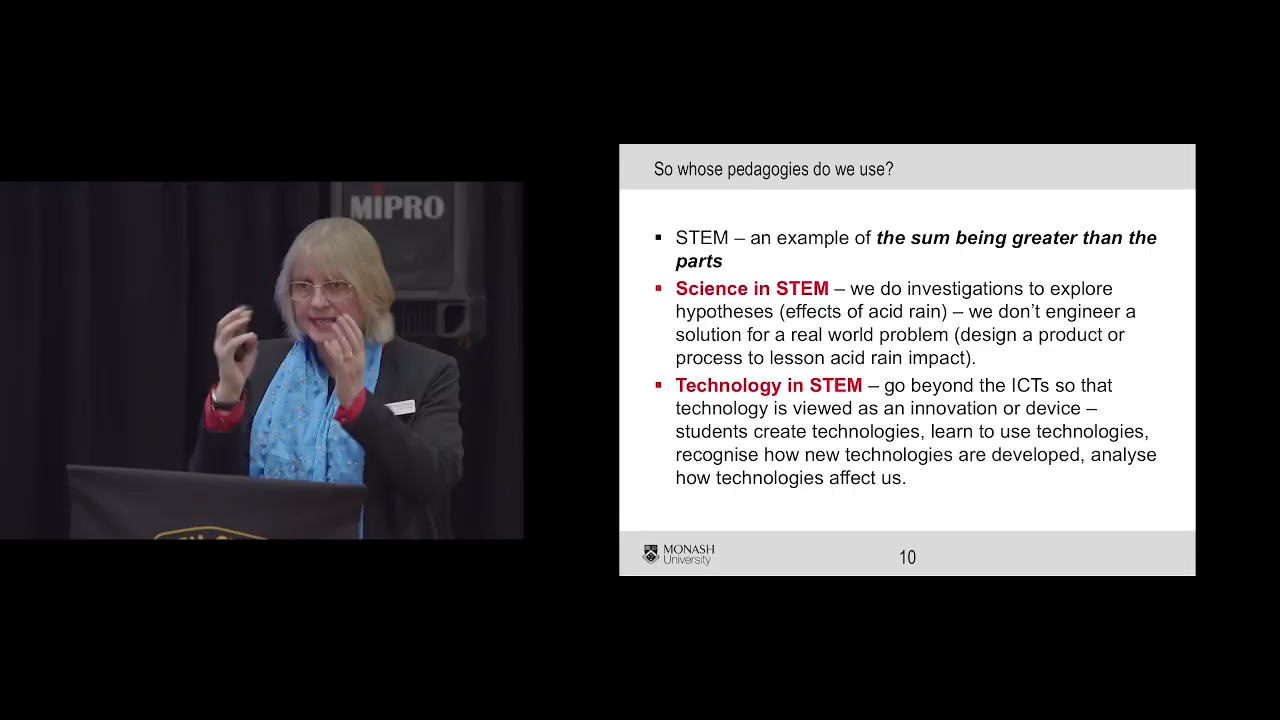 MIPRO
So whose pedagogies do we use?
▪ STEM – an example of the sum being greater than the
parts
▪ Science in STEM – we do investigations to explore
hypotheses (effects of acid rain) – we don’t engineer a
solution for a real world problem (design a product or
process to lesson acid rain impact).
▪ Technology in STEM – go beyond the ICTs so that
technology is viewed as an innovation or device –
students create technologies, learn to use technologies,
recognise how new technologies are developed, analyse
how technologies affect us.
MONASH
University
10